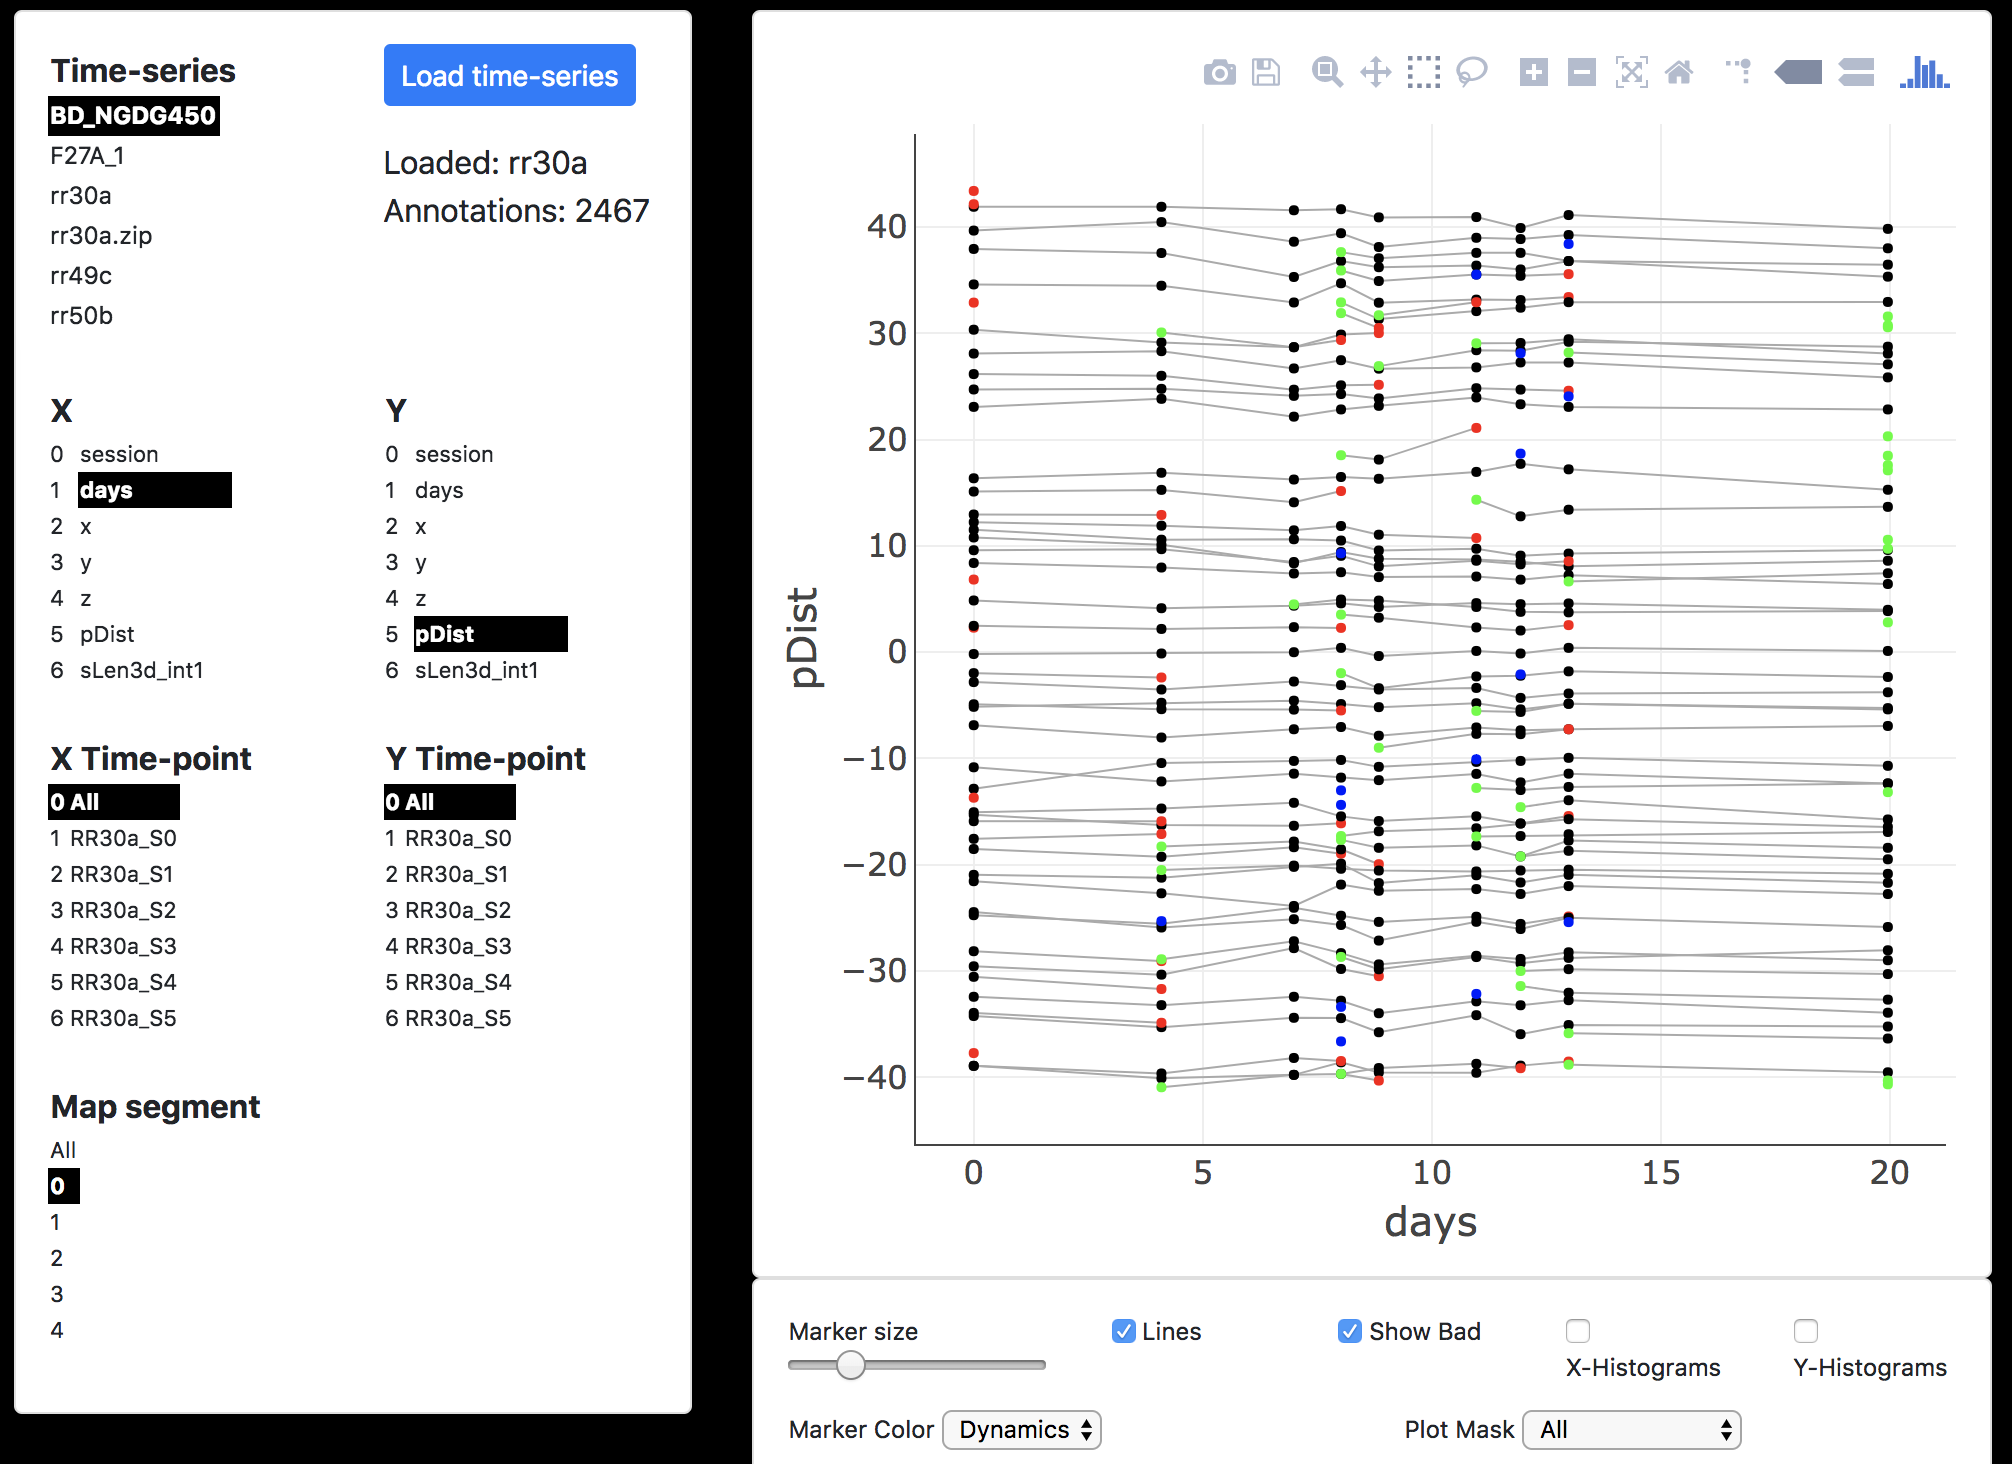 Time-series
Load time-series
BD_NGDG450
F27A_1
rr30a
rr30a.zip
rr49c
rr50b
Loaded: rr30a
Annotations: 2467
X
0 session
1 days
2 x
3 y
4 z
5 pDist
6 sLen3d_int1
Y
0 session
1 days
2 x
3 y
4 z
5 pDist
6 sLen3d_int1
X Time-point
0 All
1 RR30a_S0
2 RR30a_S1
3 RR30a_S2
4 RR30a_S3
5 RR30a_S4
6 RR30a_S5
Y Time-point
0 All
1 RR30a_S0
2 RR30a_S1
3 RR30a_S2
4 RR30a_S3
5 RR30a_S4
6 RR30a_S5
Map segment
All
0
1
2
3
4
pDist
40
30
20
10
0
−10
−20
−30
−40
0 5 10 15 20
days
Marker size
Lines
Show Bad
X-Histograms
Y-Histograms
Marker Color Dynamics
Plot Mask All